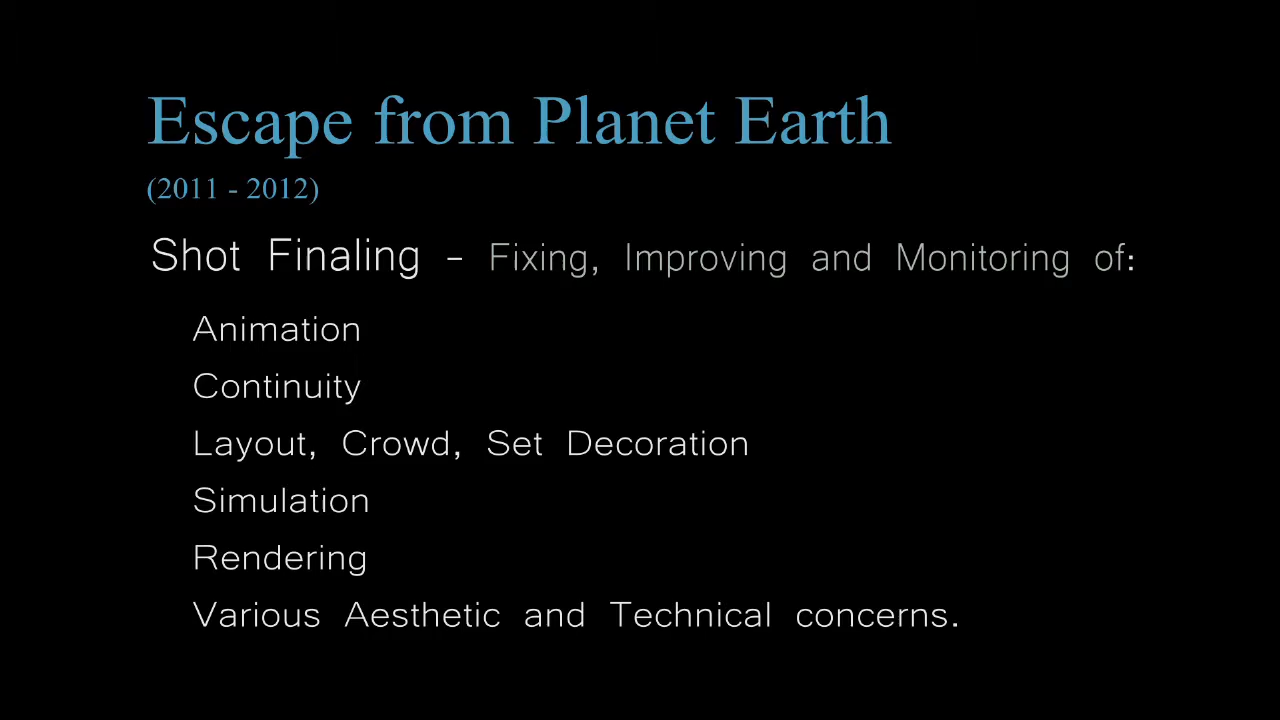 Escape from Planet Earth
(2011 - 2012)
Shot Finaling - Fixing, Improving and Monitoring of:
Animation
Continuity
Layout, Crowd, Set Decoration
Simulation
Rendering
Various Aesthetic and Technical concerns.